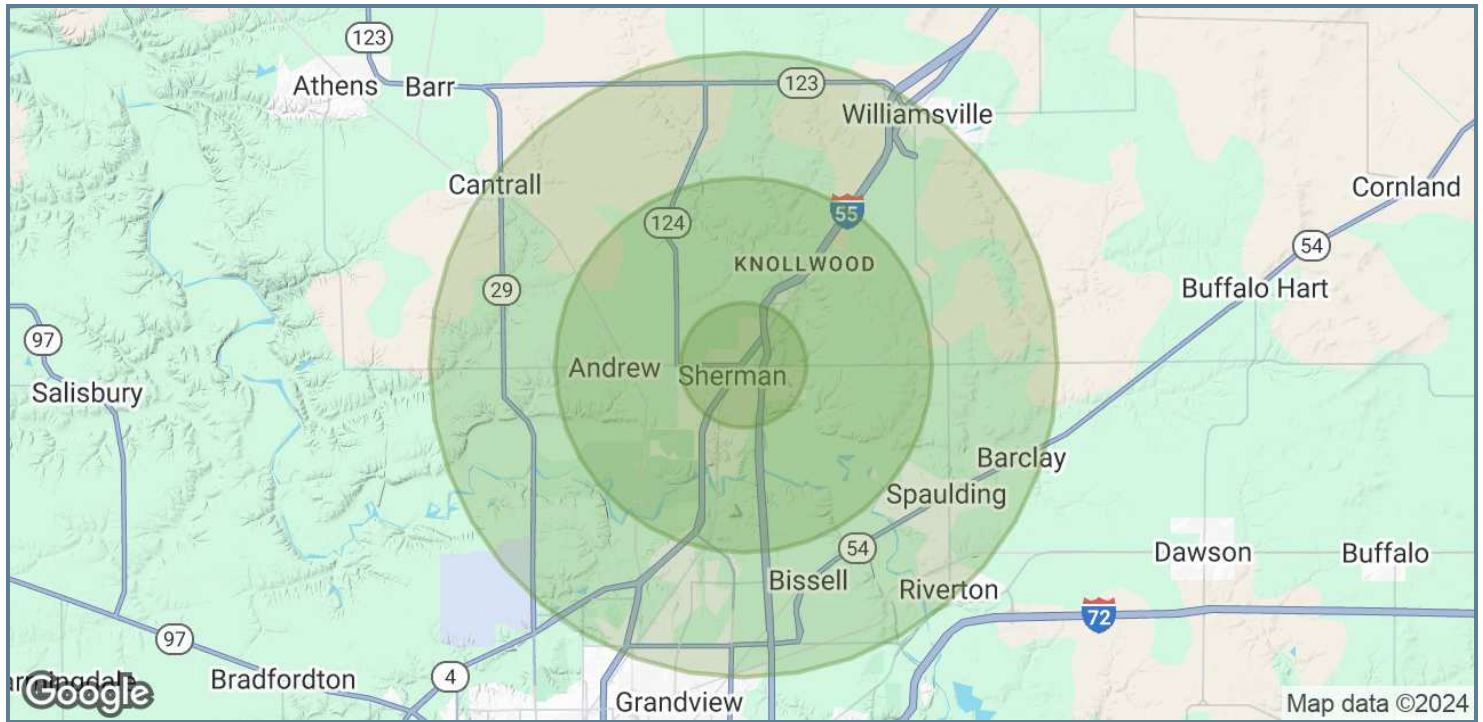 123
Athens
Barr
123
Williamsville
Cantrall
Cornland
124
55
54
KNOLLWOOD
29
Buffalo Hart
97
Andrew
Sherman
Salisbury
Barclay
Spaulding
54
Dawson
Buffalo
Bissell
Riverton
72
97
4
Bradfordton
Grandview
Google
Map data ©2024